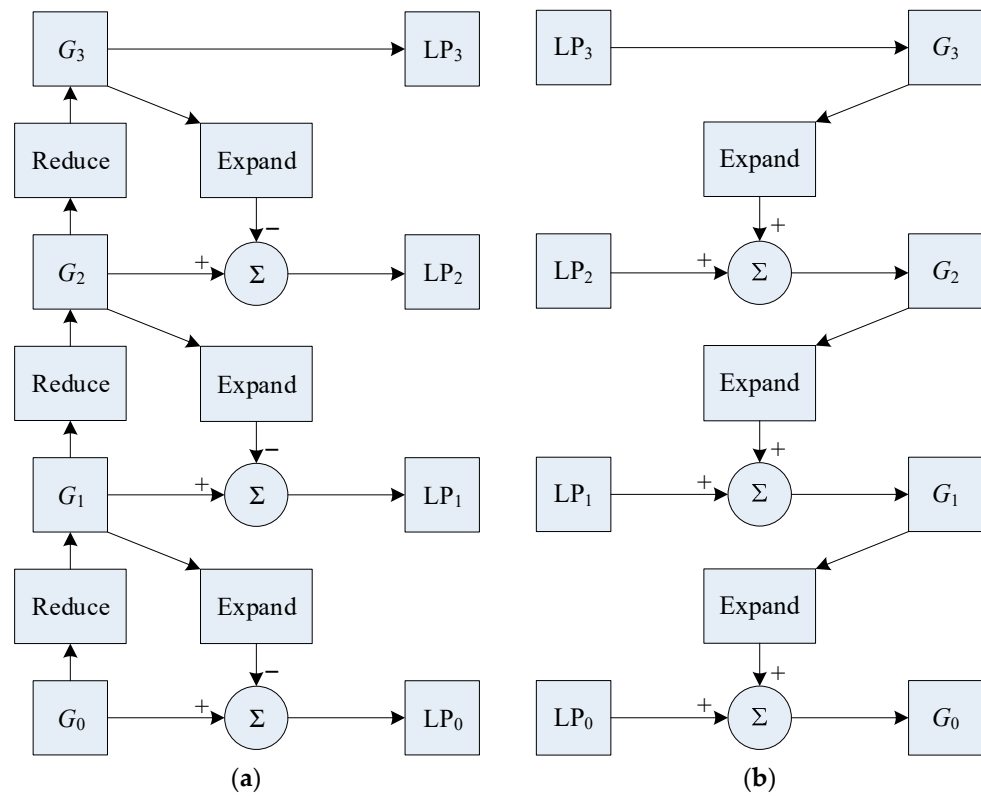 G₃
LP₃
LP₃
G₃
Reduce
Expand
Expand
−
+
G₂
+
Σ
LP₂
LP₂
+
Σ
G₂
Reduce
Expand
Expand
−
+
G₁
+
Σ
LP₁
LP₁
+
Σ
G₁
Reduce
Expand
Expand
−
+
G₀
+
Σ
LP₀
LP₀
+
Σ
G₀
(a)
(b)